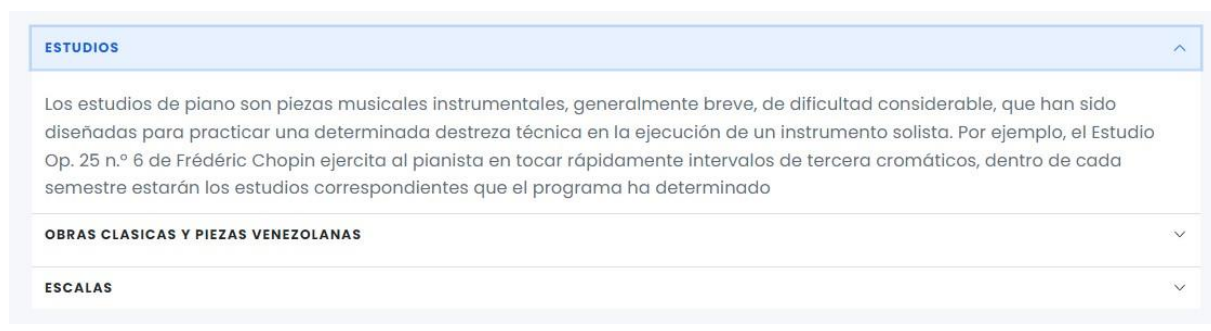 ESTUDIOS
Los estudios de piano son piezas musicales instrumentales, generalmente breve, de dificultad considerable, que han sido
diseñadas para practicar una determinada destreza técnica en la ejecución de un instrumento solista. Por ejemplo, el Estudio
Op. 25 n.º 6 de Frédéric Chopin ejercita al pianista en tocar rápidamente intervalos de tercera cromáticos, dentro de cada
semestre estarán los estudios correspondientes que el programa ha determinado
OBRAS CLASICAS Y PIEZAS VENEZOLANAS
ESCALAS